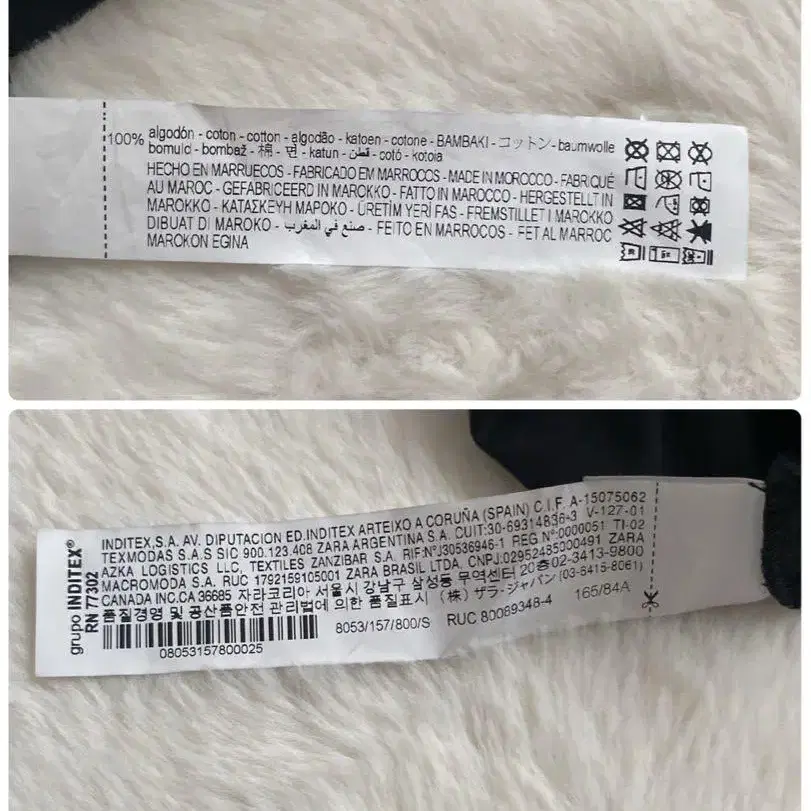 100% algodón - coton - cotton - algodão - katoen - cotone - BAMBAKI - コットン - baumwolle
bomuld - bombaž - 棉 - 면 - katun - قطن - cotó - kotoia
HECHO EN MARRUECOS - FABRICADO EM MARROCOS - MADE IN MOROCCO - FABRIQUÉ
AU MAROC - GEFABRICEERD IN MAROKKO - FATTO IN MAROCCO - HERGESTELLT IN
MAROKKO - ΚΑΤΑΣΚΕΥΗ ΜΑΡΟΚΟ - ÜRETİM YERİ FAS - FREMSTILLET I MAROKKO
DIBUAT DI MAROKO - صنع في المغرب - FEITO EN MARROCOS - FET AL MARROC
MAROKON EGINA
grupo INDITEX®
RN 77302
INDITEX,S.A. AV. DIPUTACION ED.INDITEX ARTEIXO A CORUÑA (SPAIN) C.I.F. A-15075062
TEXMODAS S.A.S SIC 900.123.408 ZARA ARGENTINA S.A. CUIT:30-69314836-3 V-127-01
AZKA LOGISTICS LLC, TEXTILES ZANZIBAR S.A. RIF:NºJ30536946-1 REG Nº-0000051 TI-02
MACROMODA S.A. RUC 1792159105001 ZARA BRASIL LTDA, CNPJ:02952485000491 ZARA
CANADA INC.CA 36685 자라코리아 서울시 강남구 삼성동 무역센터 20층 02-3413-9800
품질경영 및 공산품안전 관리법에 의한 품질표시 (株) ザラ・ジャパン (03-6415-8061)
8053/157/800/S RUC 80089348-4 165/84A
08053157800025